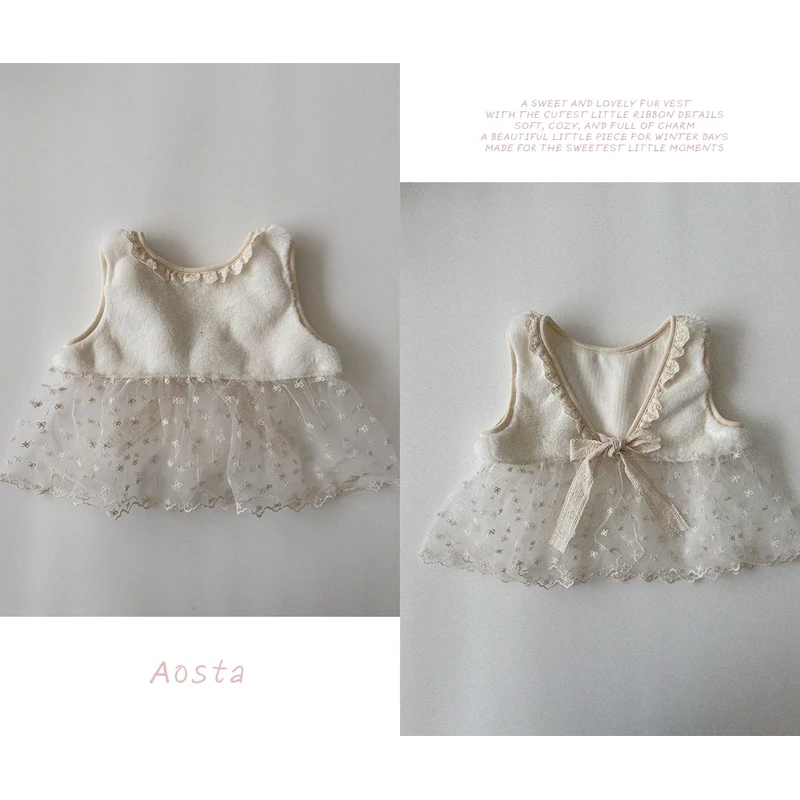 A SWEET AND LOVELY FUR VEST
WITH THE CUTEST LITTLE RIBBON DETAILS
SOFT, COZY, AND FULL OF CHARM
A BEAUTIFUL LITTLE PIECE FOR WINTER DAYS
MADE FOR THE SWEETEST LITTLE MOMENTS
Aosta